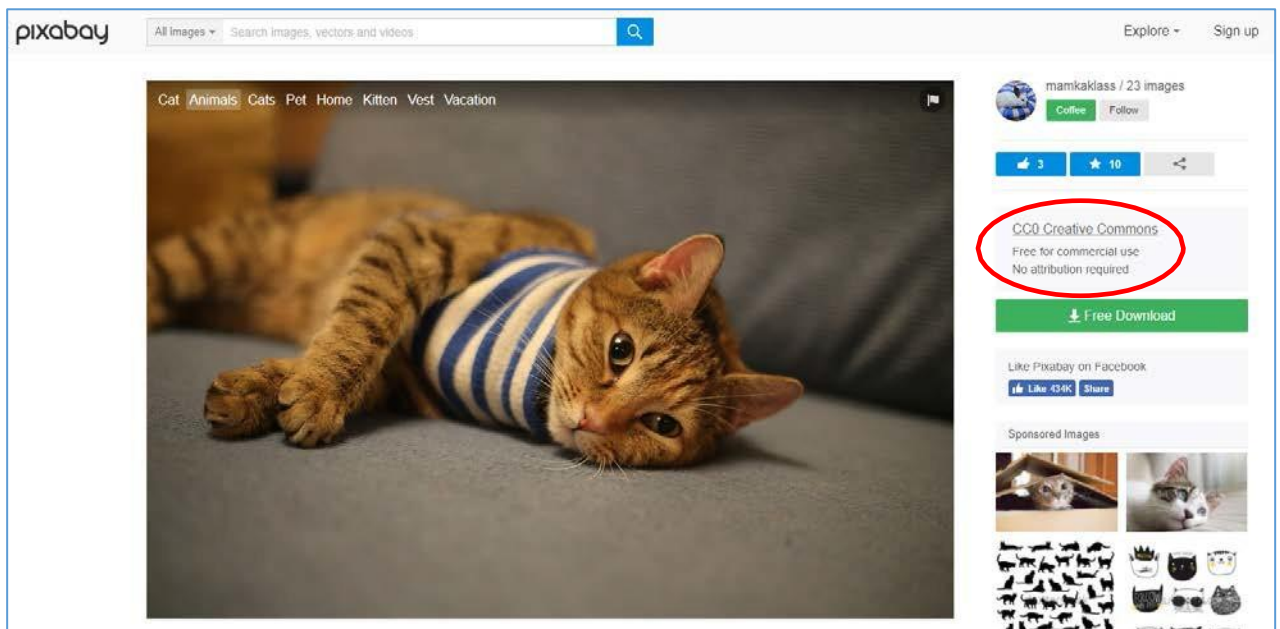 pixabay
All Images
Search images, vectors and videos
Explore
Sign up
Cat Animals Cats Pet Home Kitten Vest Vacation
mamkaklass / 23 images
Coffee Follow
3 10
CC0 Creative Commons
Free for commercial use
No attribution required
Free Download
Like Pixabay on Facebook
Like 434K Share
Sponsored Images